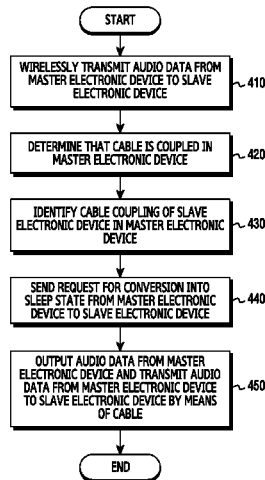 START
WIRELESSLY TRANSMIT AUDIO DATA FROM
MASTER ELECTRONIC DEVICE TO SLAVE
ELECTRONIC DEVICE
410
DETERMINE THAT CABLE IS COUPLED IN
MASTER ELECTRONIC DEVICE
420
IDENTIFY CABLE COUPLING OF SLAVE
ELECTRONIC DEVICE IN MASTER ELECTRONIC
DEVICE
430
SEND REQUEST FOR CONVERSION INTO
SLEEP STATE FROM MASTER ELECTRONIC
DEVICE TO SLAVE ELECTRONIC DEVICE
440
OUTPUT AUDIO DATA FROM MASTER
ELECTRONIC DEVICE AND TRANSMIT AUDIO
DATA FROM MASTER ELECTRONIC DEVICE
TO SLAVE ELECTRONIC DEVICE BY MEANS
OF CABLE
450
END